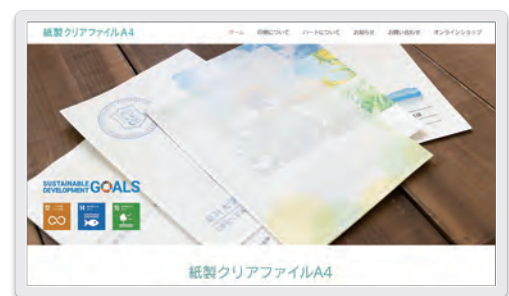 紙製クリアファイルA4
ホーム 印刷について ハートについて お知らせ お問い合わせ オンラインショップ
SUSTAINABLE
DEVELOPMENT GOALS
12
14
15
紙製クリアファイルA4